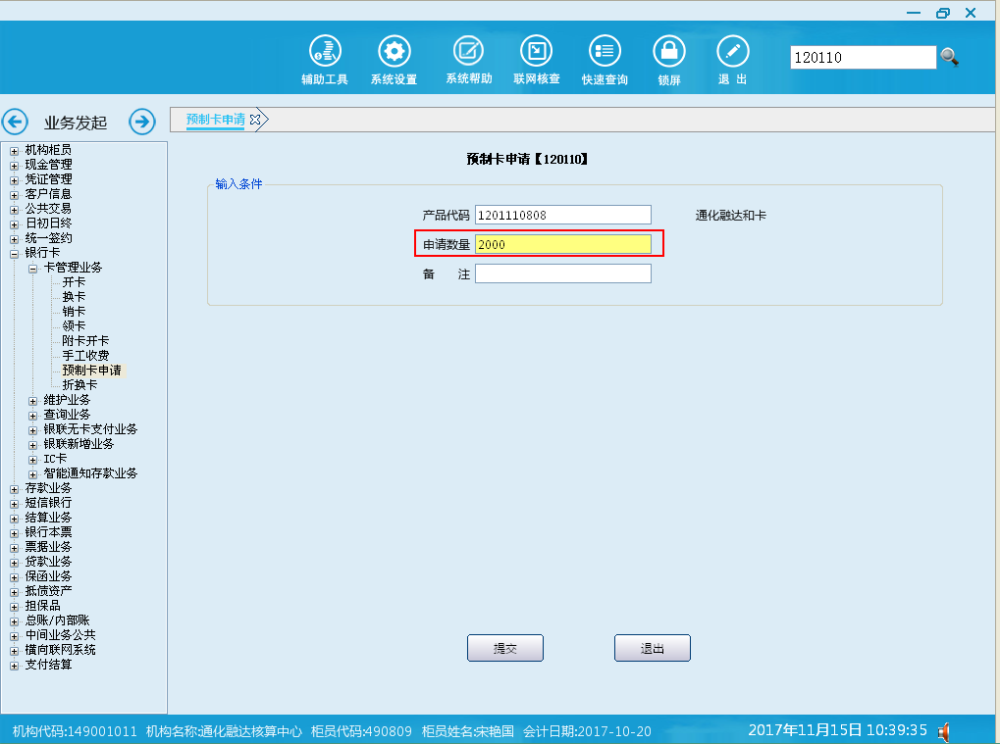 辅助工具 系统设置 系统帮助 联网核查 快速查询 锁屏 退 出
120110
业务发起
预制卡申请
机构柜员
现金管理
凭证管理
客户信息
公共交易
日初日终
统一签约
银行卡
卡管理业务
开卡
换卡
销卡
领卡
附卡开卡
手工收费
预制卡申请
折换卡
维护业务
查询业务
银联无卡支付业务
银联新增业务
IC卡
智能通知存款业务
存款业务
短信银行
结算业务
银行本票
票据业务
贷款业务
保函业务
抵债资产
担保品
总账/内部账
中间业务公共
横向联网系统
支付结算
预制卡申请【120110】
输入条件
产品代码 1201110808 通化融达和卡
申请数量 2000
备 注
提交 退出
机构代码:149001011 机构名称:通化融达核算中心 柜员代码:490809 柜员姓名:宋艳国 会计日期:2017-10-20 2017年11月15日 10:39:35